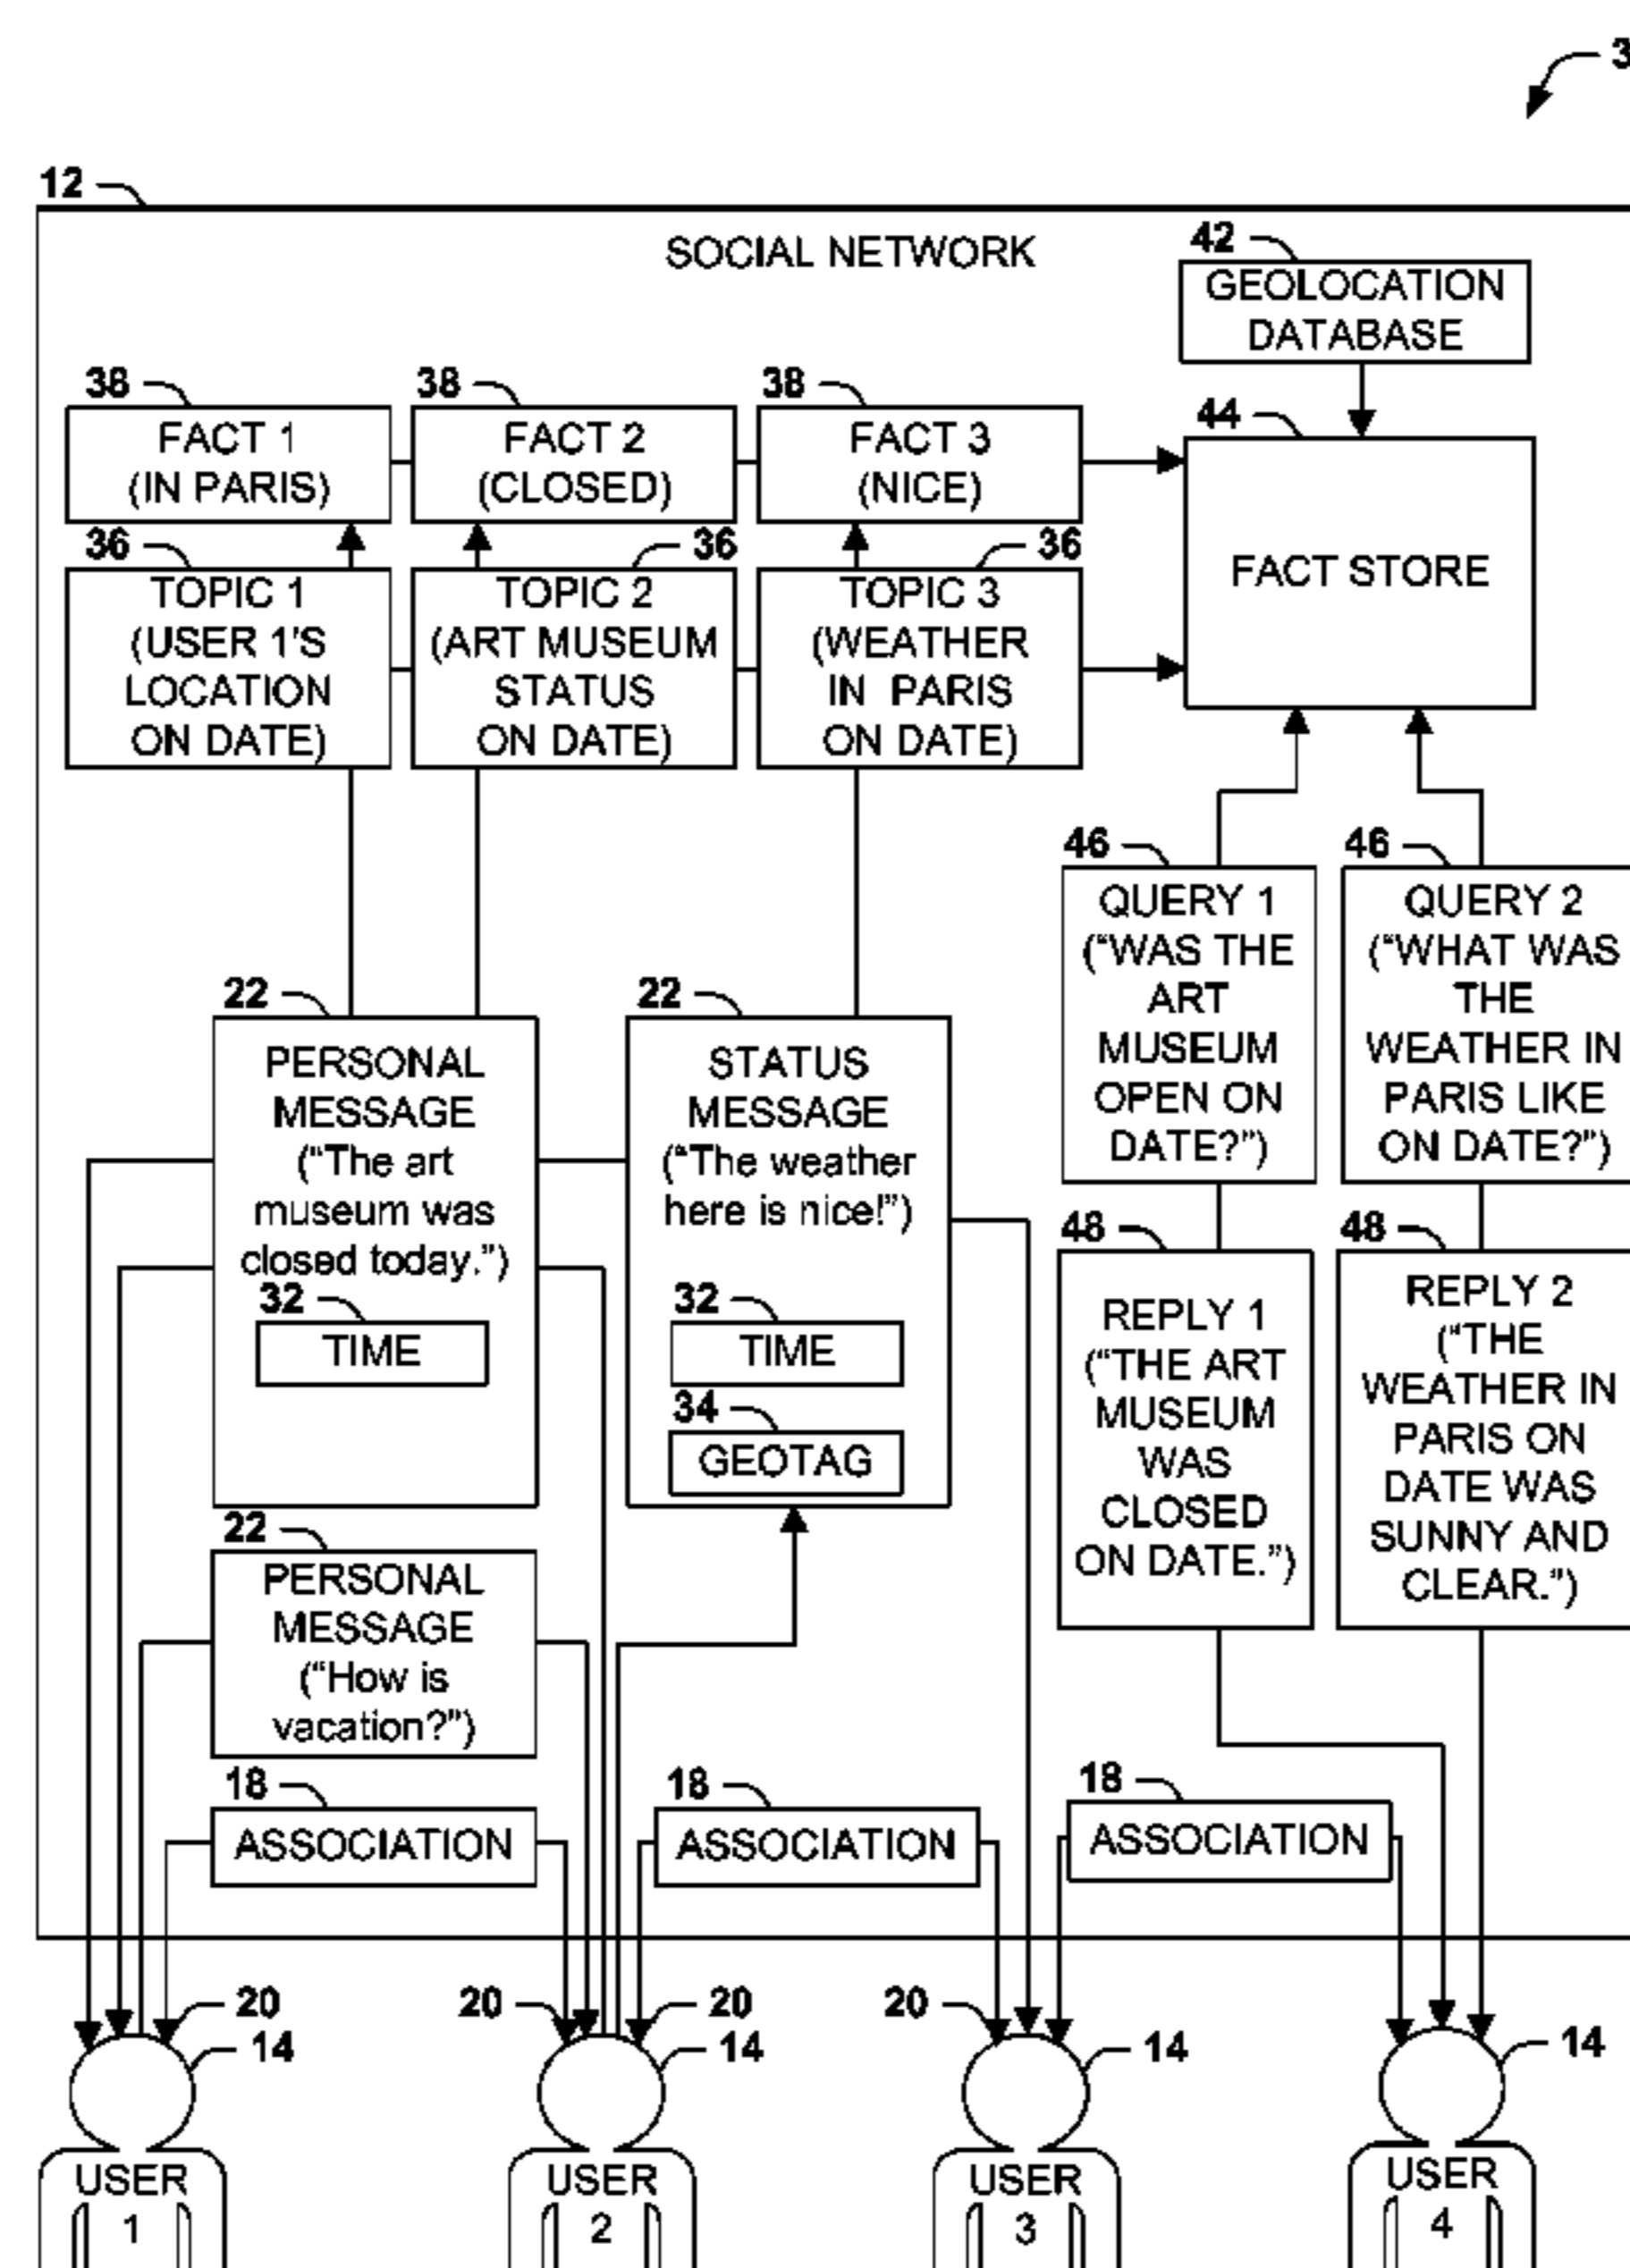 3
12
SOCIAL NETWORK
42
GEOLOCATION
DATABASE
38
FACT 1
(IN PARIS)
38
FACT 2
(CLOSED)
38
FACT 3
(NICE)
44
FACT STORE
36
TOPIC 1
(USER 1'S
LOCATION
ON DATE)
36
TOPIC 2
(ART MUSEUM
STATUS
ON DATE)
36
TOPIC 3
(WEATHER
IN PARIS
ON DATE)
46
QUERY 1
(“WAS THE
ART
MUSEUM
OPEN ON
DATE?”)
46
QUERY 2
(“WHAT WAS
THE
WEATHER IN
PARIS LIKE
ON DATE?”)
22
PERSONAL
MESSAGE
(“The art
museum was
closed today.”)
32
TIME
22
STATUS
MESSAGE
(“The weather
here is nice!”)
32
TIME
34
GEOTAG
48
REPLY 1
(“THE ART
MUSEUM
WAS
CLOSED
ON DATE.”)
48
REPLY 2
(“THE
WEATHER IN
PARIS ON
DATE WAS
SUNNY AND
CLEAR.”)
22
PERSONAL
MESSAGE
(“How is
vacation?”)
18
ASSOCIATION
18
ASSOCIATION
18
ASSOCIATION
20
14
USER
1
20
20
14
USER
2
20
14
USER
3
14
USER
4